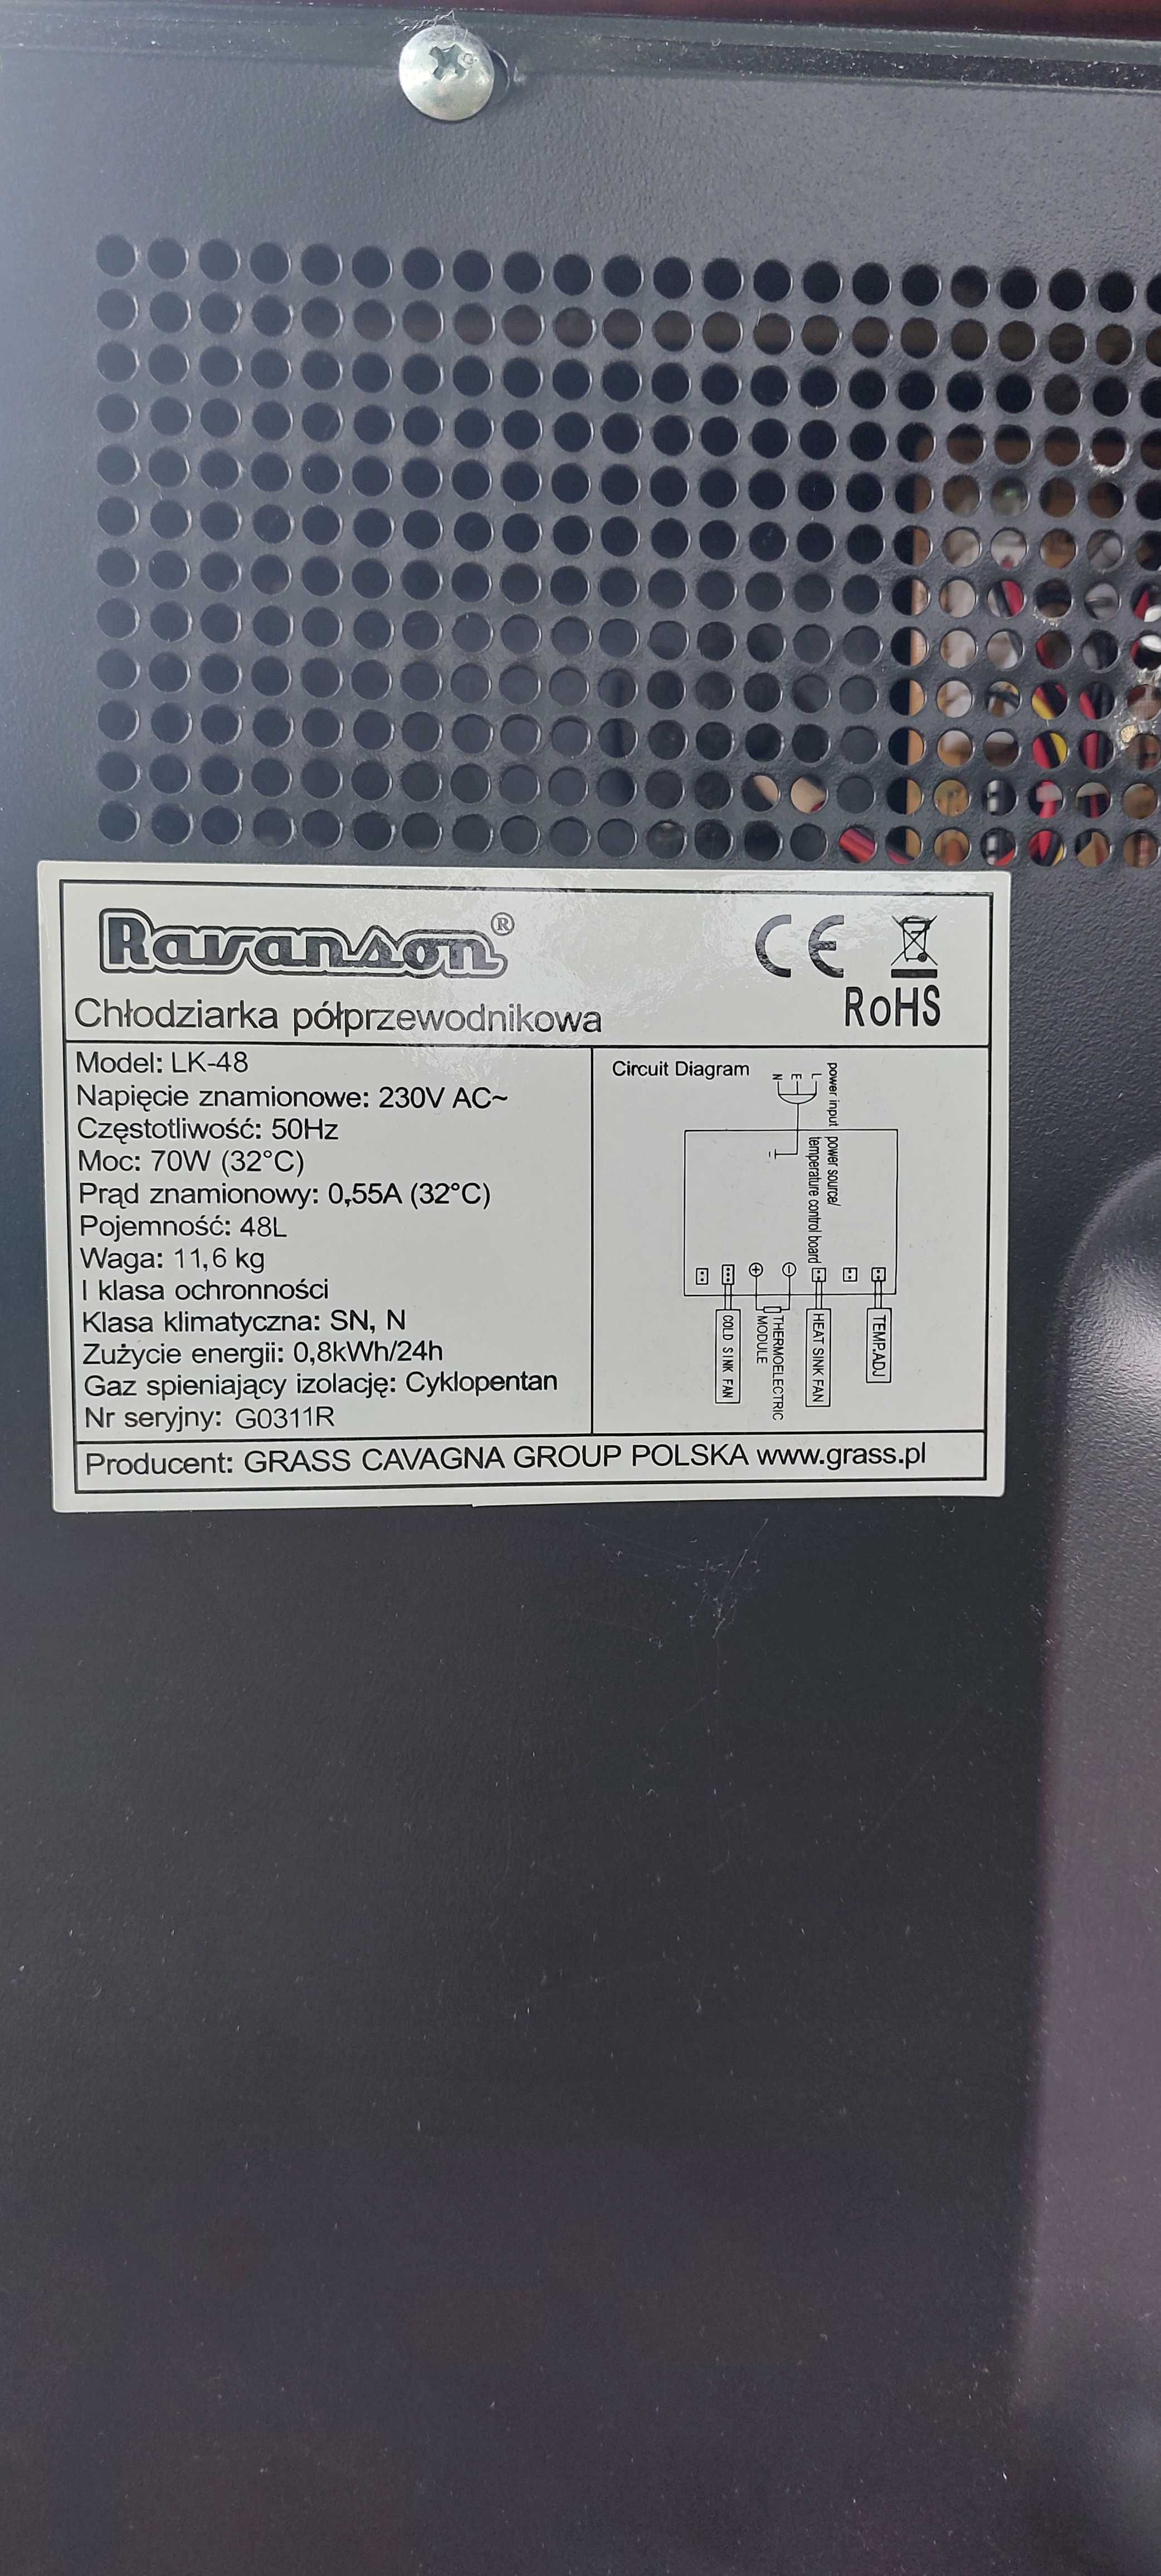 Ravanson®
CE
Chłodziarka półprzewodnikowa
RoHS
Model: LK-48
Napięcie znamionowe: 230V AC~
Częstotliwość: 50Hz
Moc: 70W (32°C)
Prąd znamionowy: 0,55A (32°C)
Pojemność: 48L
Waga: 11,6 kg
I klasa ochronności
Klasa klimatyczna: SN, N
Zużycie energii: 0,8kWh/24h
Gaz spieniający izolację: Cyklopentan
Nr seryjny: G0311R
Circuit Diagram
power input
L
E
N
power source/
temperature control board
TEMP.ADJ
HEAT SINK FAN
THERMOELECTRIC
MODULE
COLD SINK FAN
Producent: GRASS CAVAGNA GROUP POLSKA www.grass.pl